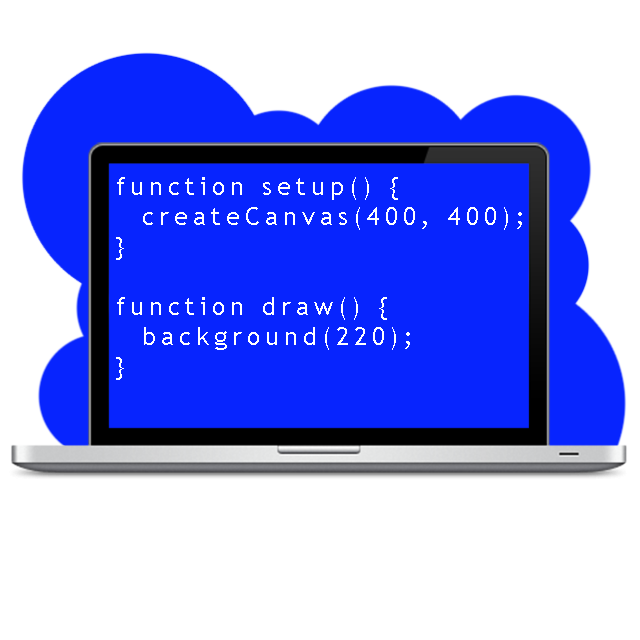 function setup() {
  createCanvas(400, 400);
}

function draw() {
  background(220);
}